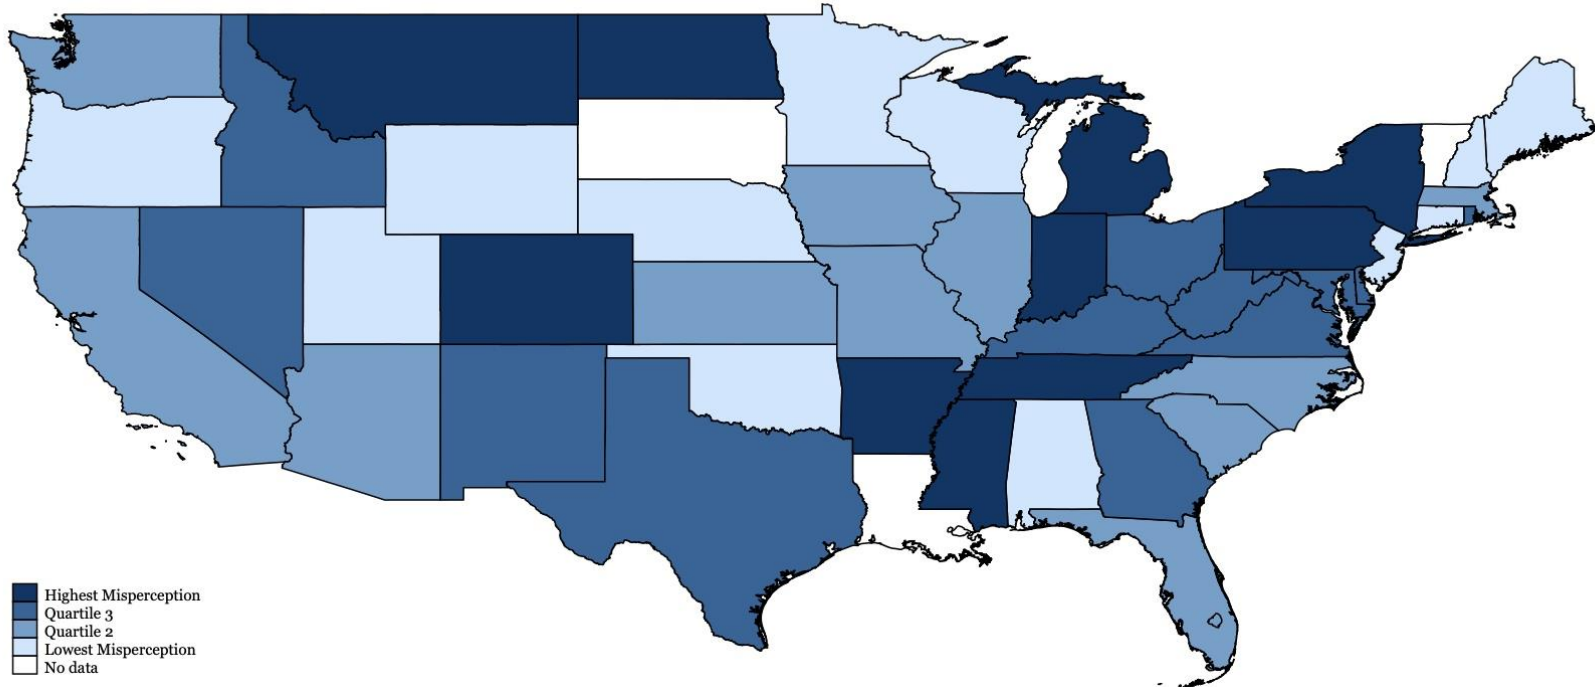 Highest Misperception
Quartile 3
Quartile 2
Lowest Misperception
No data